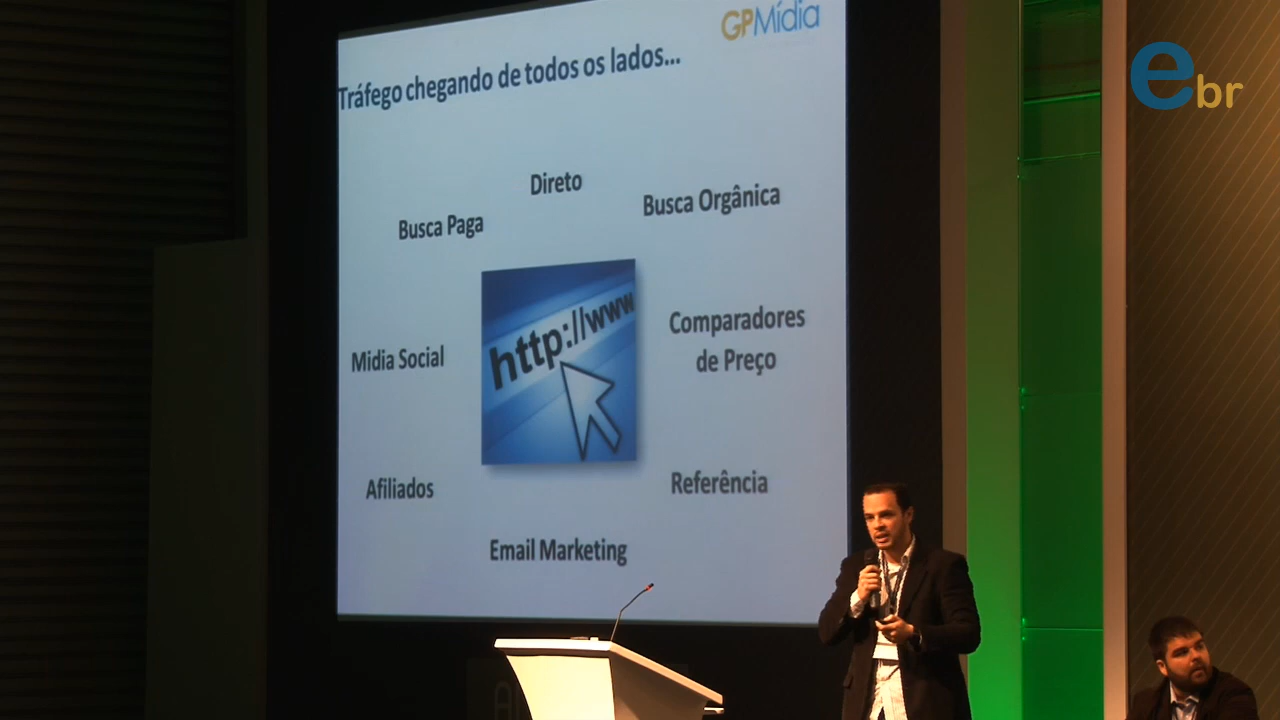 GPMídia
Tráfego chegando de todos os lados...
ebr
Direto
Busca Orgânica
Busca Paga
http://www
Comparadores
de Preço
Midia Social
Afiliados
Referência
Email Marketing